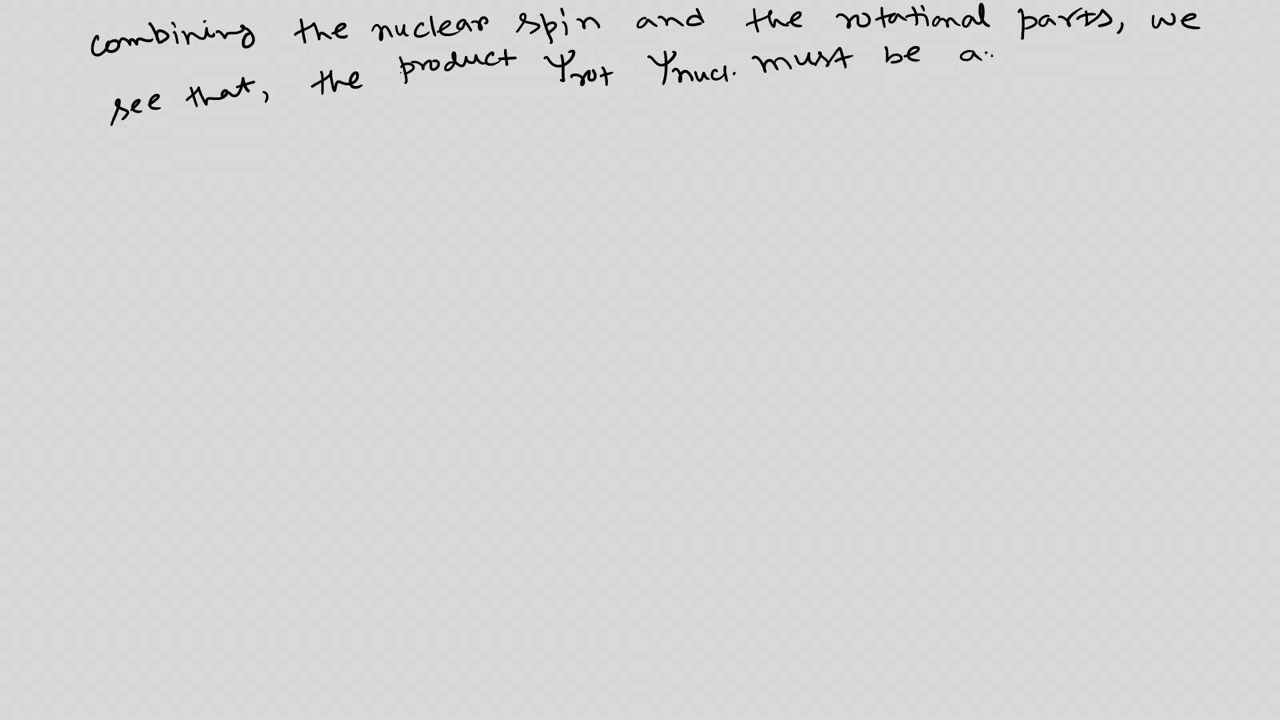 combining the nuclear spin and the rotational parts, we
see that, the product Ψrot Ψnucl. must be a